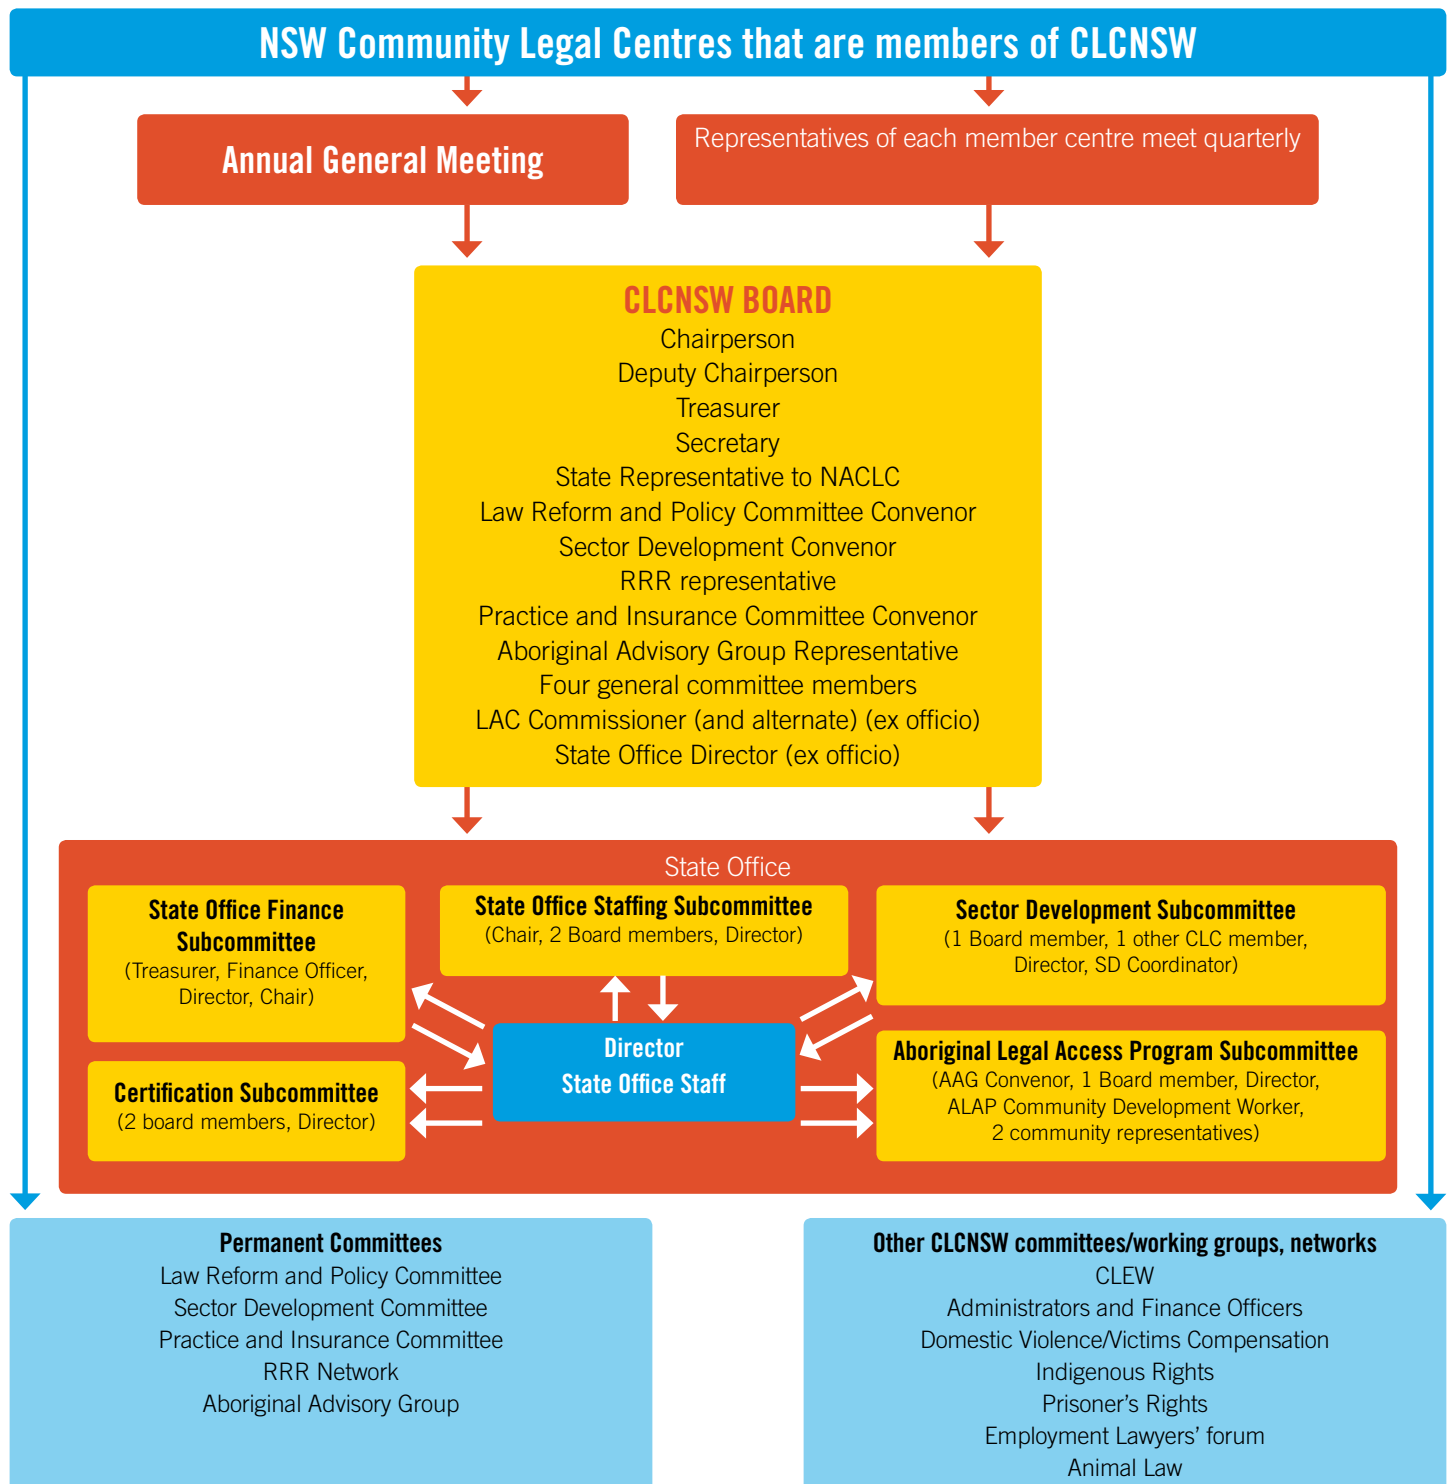 NSW Community Legal Centres that are members of CLCNSW
Annual General Meeting
Representatives of each member centre meet quarterly
CLCNSW BOARD
Chairperson
Deputy Chairperson
Treasurer
Secretary
State Representative to NACLC
Law Reform and Policy Committee Convenor
Sector Development Convenor
RRR representative
Practice and Insurance Committee Convenor
Aboriginal Advisory Group Representative
Four general committee members
LAC Commissioner (and alternate) (ex officio)
State Office Director (ex officio)
State Office
State Office Finance
Subcommittee
(Treasurer, Finance Officer,
Director, Chair)
State Office Staffing Subcommittee
(Chair, 2 Board members, Director)
Sector Development Subcommittee
(1 Board member, 1 other CLC member,
Director, SD Coordinator)
Director
State Office Staff
Certification Subcommittee
(2 board members, Director)
Aboriginal Legal Access Program Subcommittee
(AAG Convenor, 1 Board member, Director,
ALAP Community Development Worker,
2 community representatives)
Permanent Committees
Law Reform and Policy Committee
Sector Development Committee
Practice and Insurance Committee
RRR Network
Aboriginal Advisory Group
Other CLCNSW committees/working groups, networks
CLEW
Administrators and Finance Officers
Domestic Violence/Victims Compensation
Indigenous Rights
Prisoner's Rights
Employment Lawyers' forum
Animal Law